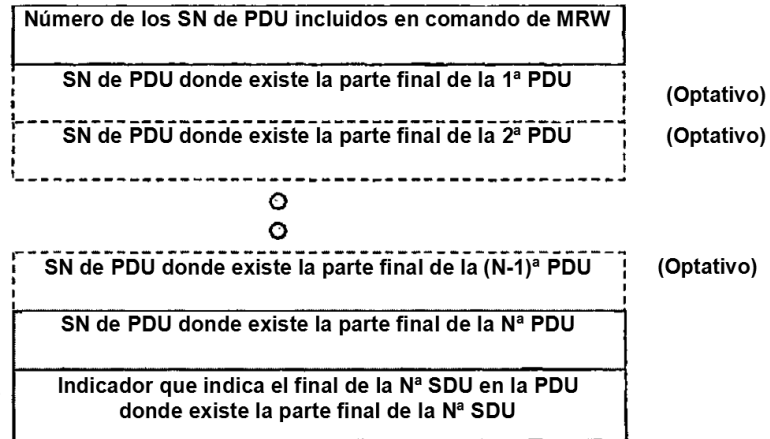 Número de los SN de PDU incluidos en comando de MRW
SN de PDU donde existe la parte final de la 1ª PDU
(Optativo)
SN de PDU donde existe la parte final de la 2ª PDU
(Optativo)
SN de PDU donde existe la parte final de la (N-1)ª PDU
(Optativo)
SN de PDU donde existe la parte final de la Nª PDU
Indicador que indica el final de la Nª SDU en la PDU
donde existe la parte final de la Nª SDU